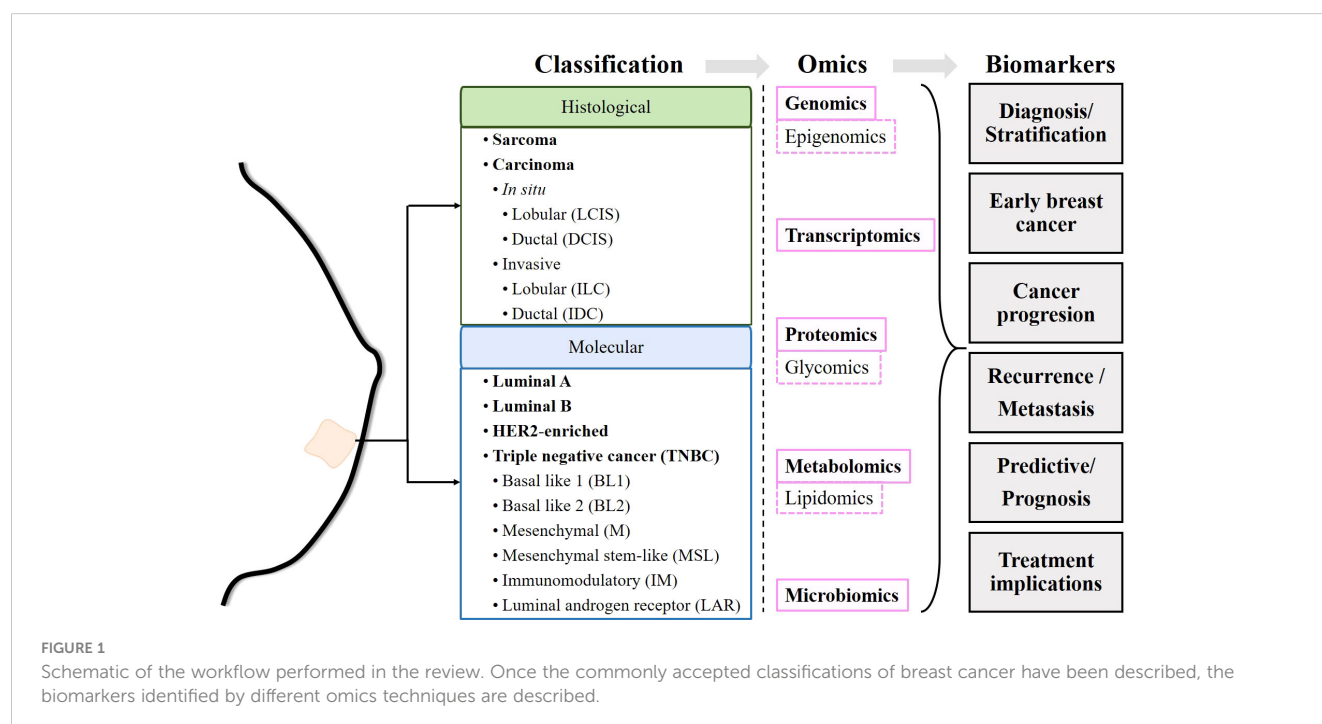 Classification
Omics
Biomarkers
Histological
• Sarcoma
• Carcinoma
• In situ
• Lobular (LCIS)
• Ductal (DCIS)
• Invasive
• Lobular (ILC)
• Ductal (IDC)
Molecular
• Luminal A
• Luminal B
• HER2-enriched
• Triple negative cancer (TNBC)
• Basal like 1 (BL1)
• Basal like 2 (BL2)
• Mesenchymal (M)
• Mesenchymal stem-like (MSL)
• Immunomodulatory (IM)
• Luminal androgen receptor (LAR)
Genomics
Epigenomics
Transcriptomics
Proteomics
Glycomics
Metabolomics
Lipidomics
Microbiomics
Diagnosis/
Stratification
Early breast
cancer
Cancer
progresion
Recurrence /
Metastasis
Predictive/
Prognosis
Treatment
implications
FIGURE 1
Schematic of the workflow performed in the review. Once the commonly accepted classifications of breast cancer have been described, the
biomarkers identified by different omics techniques are described.